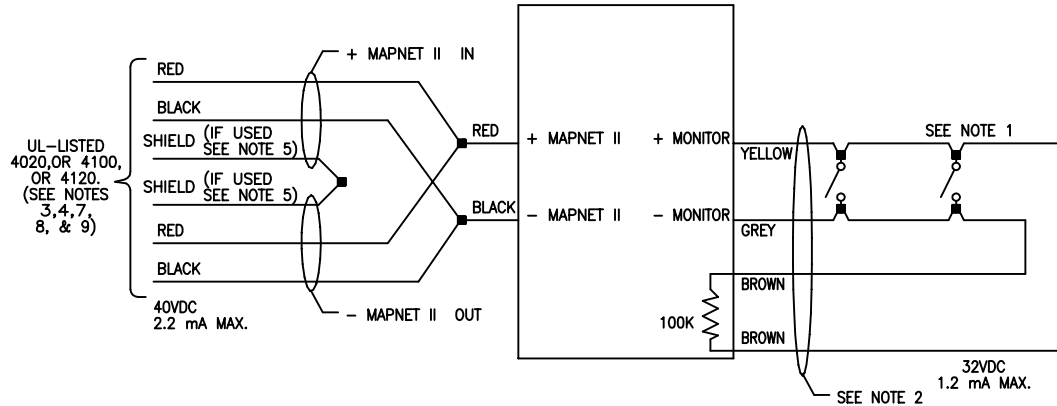 + MAPNET II IN
RED
BLACK
SHIELD (IF USED
SEE NOTE 5)
SHIELD (IF USED
SEE NOTE 5)
RED
BLACK
UL-LISTED
4020,OR 4100,
OR 4120.
(SEE NOTES
3,4,7,
8, & 9)
40VDC
2.2 mA MAX.
- MAPNET II OUT
RED
BLACK
+ MAPNET II
- MAPNET II
+ MONITOR
- MONITOR
YELLOW
GREY
BROWN
BROWN
100K
SEE NOTE 1
32VDC
1.2 mA MAX.
SEE NOTE 2